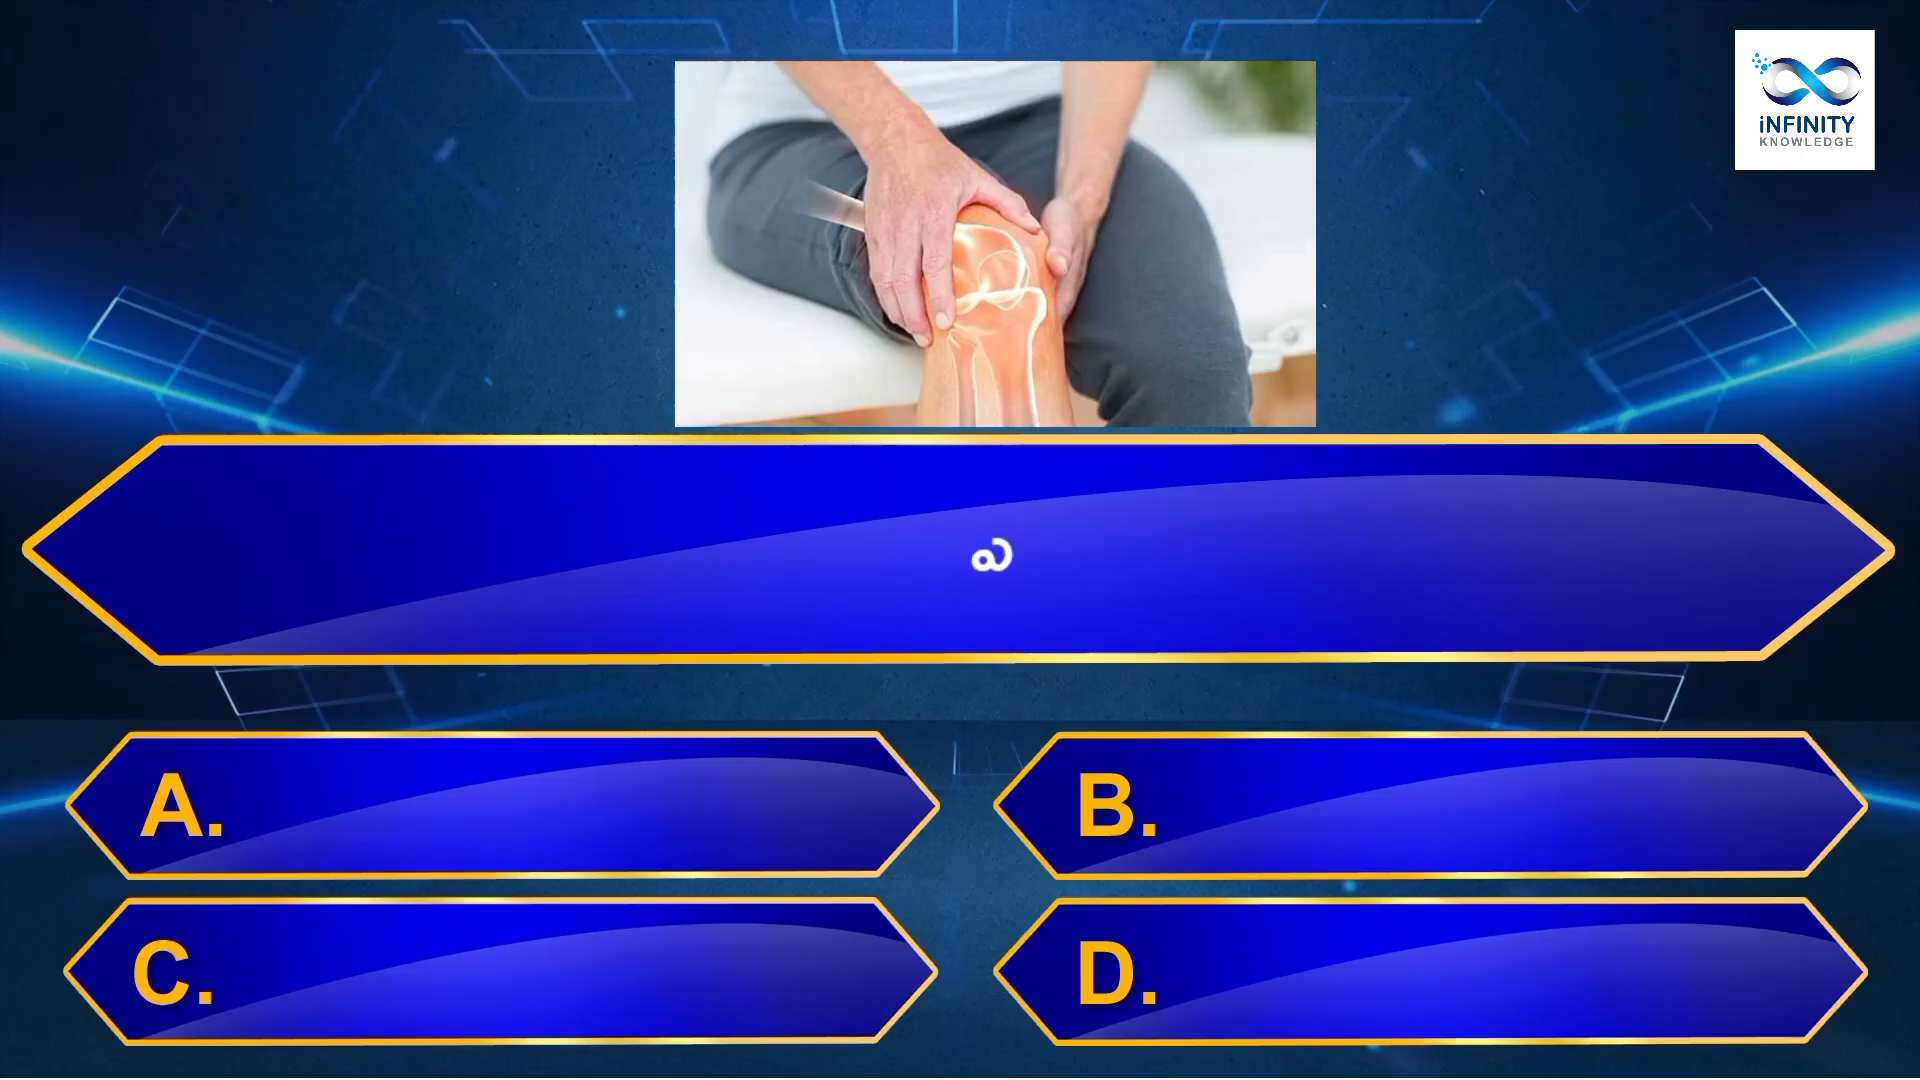 iNFINITY
KNOWLEDGE
ఎ
A.
B.
C.
D.